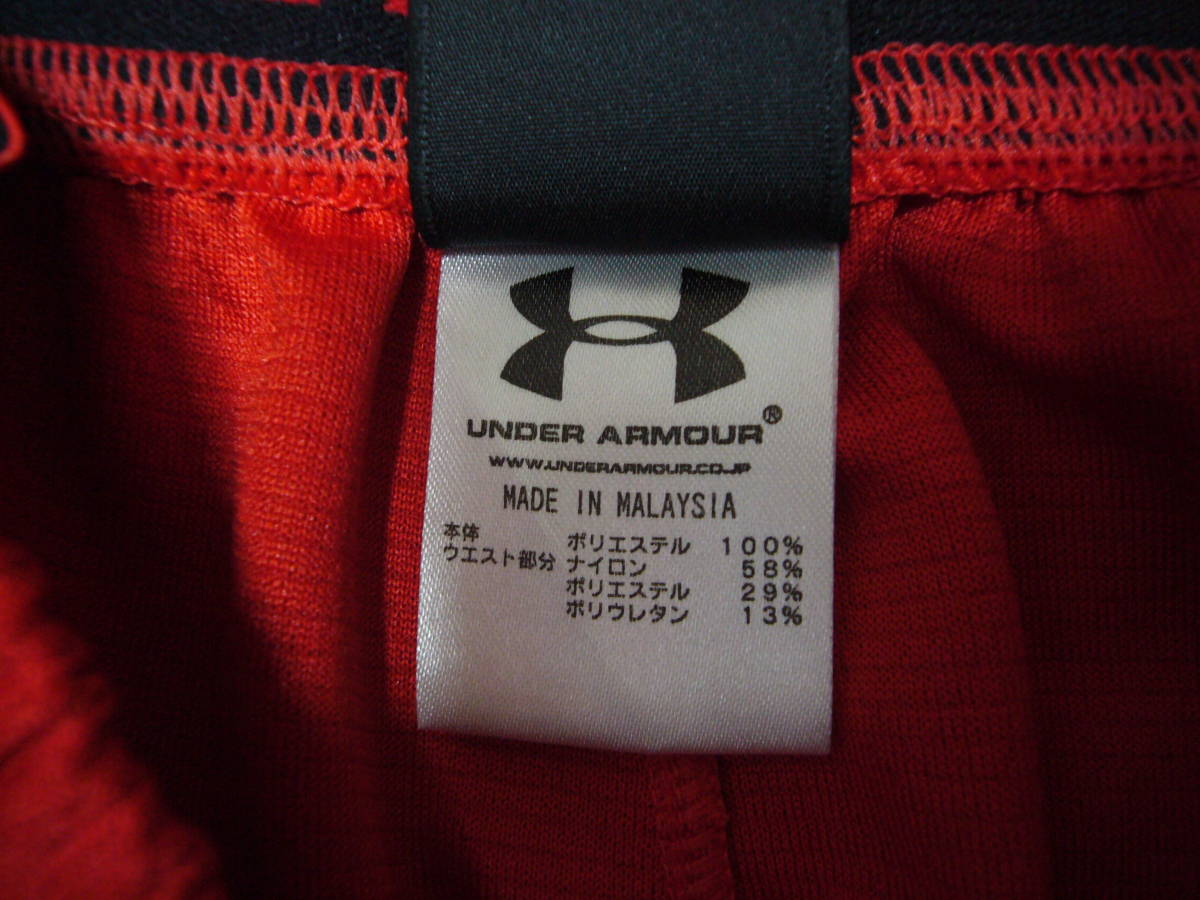 UNDER ARMOUR®
WWW.UNDERARMOUR.CO.JP
MADE IN MALAYSIA
本体 ポリエステル 100%
ウエスト部分 ナイロン 58%
ポリエステル 29%
ポリウレタン 13%